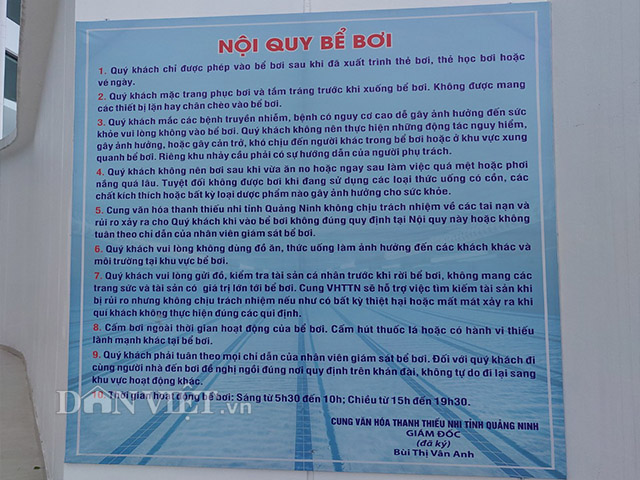 NỘI QUY BỂ BƠI
1. Quý khách chỉ được phép vào bể bơi sau khi đã xuất trình thẻ bơi, thẻ học bơi hoặc
vé ngày.
2. Quý khách mặc trang phục bơi và tắm tráng trước khi xuống bể bơi. Không được mang
các thiết bị lặn hay chân chèo vào bể bơi.
3. Quý khách mắc các bệnh truyền nhiễm, bệnh có nguy cơ cao dễ gây ảnh hưởng đến sức
khỏe vui lòng không vào bể bơi. Quý khách không nên thực hiện những động tác nguy hiểm,
gây ảnh hưởng, hoặc gây cản trở, khó chịu đến người khác trong bể bơi hoặc ở khu vực xung
quanh bể bơi. Riêng khu nhảy cầu phải có sự hướng dẫn của người phụ trách.
4. Quý khách không nên bơi sau khi vừa ăn no hoặc ngay sau làm việc quá mệt hoặc phơi
nắng quá lâu. Tuyệt đối không được bơi khi đang sử dụng các loại thức uống có cồn, các
chất kích thích hoặc bất kỳ loại dược phẩm nào gây ảnh hưởng cho sức khỏe.
5. Cung văn hóa thanh thiếu nhi tỉnh Quảng Ninh không chịu trách nhiệm về các tai nạn và
rủi ro xảy ra cho Quý khách khi vào bể bơi không đúng quy định tại Nội quy này hoặc không
tuân theo chỉ dẫn của nhân viên giám sát bể bơi.
6. Quý khách vui lòng không dùng đồ ăn, thức uống làm ảnh hưởng đến các khách khác và
môi trường tại khu vực bể bơi.
7. Quý khách vui lòng gửi đồ, kiểm tra tài sản cá nhân trước khi rời bể bơi, không mang các
trang sức và tài sản có giá trị lớn tới bể bơi. Cung VHTTN sẽ hỗ trợ việc tìm kiếm tài sản khi
bị rủi ro nhưng không chịu trách nhiệm nếu như có bất kỳ thiệt hại hoặc mất mát xảy ra khi
quí khách không thực hiện đúng các qui định.
8. Cấm bơi ngoài thời gian hoạt động của bể bơi. Cấm hút thuốc lá hoặc có hành vi thiếu
lành mạnh khác tại bể bơi.
9. Quý khách phải tuân theo mọi chỉ dẫn của nhân viên giám sát bể bơi. Đối với quý khách đi
cùng người nhà đến bơi đề nghị ngồi đúng nơi quy định trên khán đài, không tự do đi lại sang
khu vực hoạt động khác.
10. Thời gian hoạt động bể bơi: Sáng từ 5h30 đến 10h; Chiều từ 15h đến 19h30.
DÂN VIỆT.vn
CUNG VĂN HÓA THANH THIẾU NHI TỈNH QUẢNG NINH
GIÁM ĐỐC
(đã ký)
Bùi Thị Vân Anh